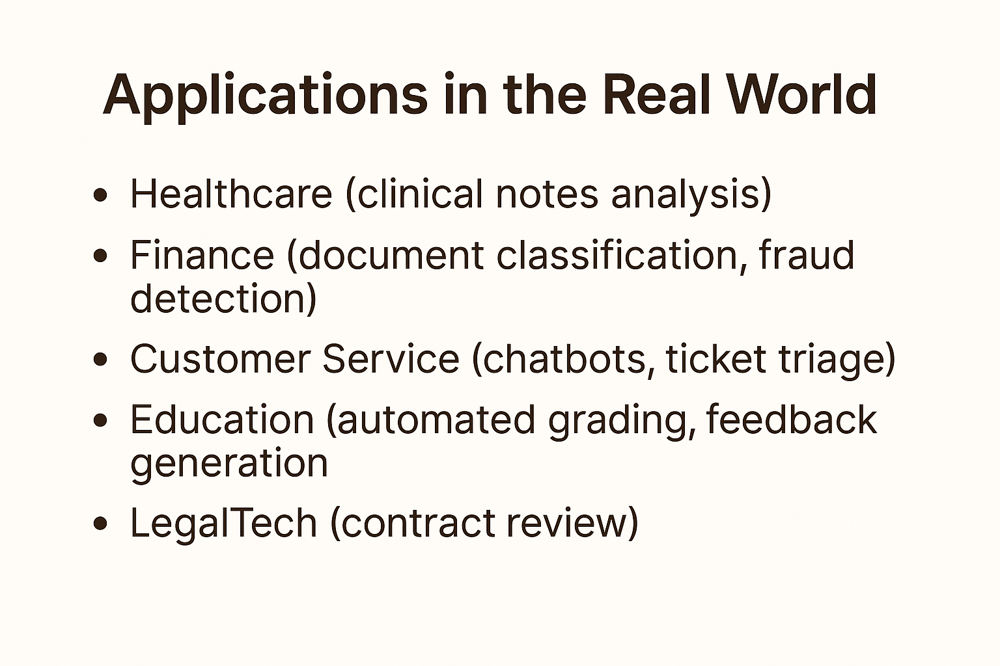 Applications in the Real World
• Healthcare (clinical notes analysis)
• Finance (document classification, fraud
detection)
• Customer Service (chatbots, ticket triage)
• Education (automated grading, feedback
generation
• LegalTech (contract review)